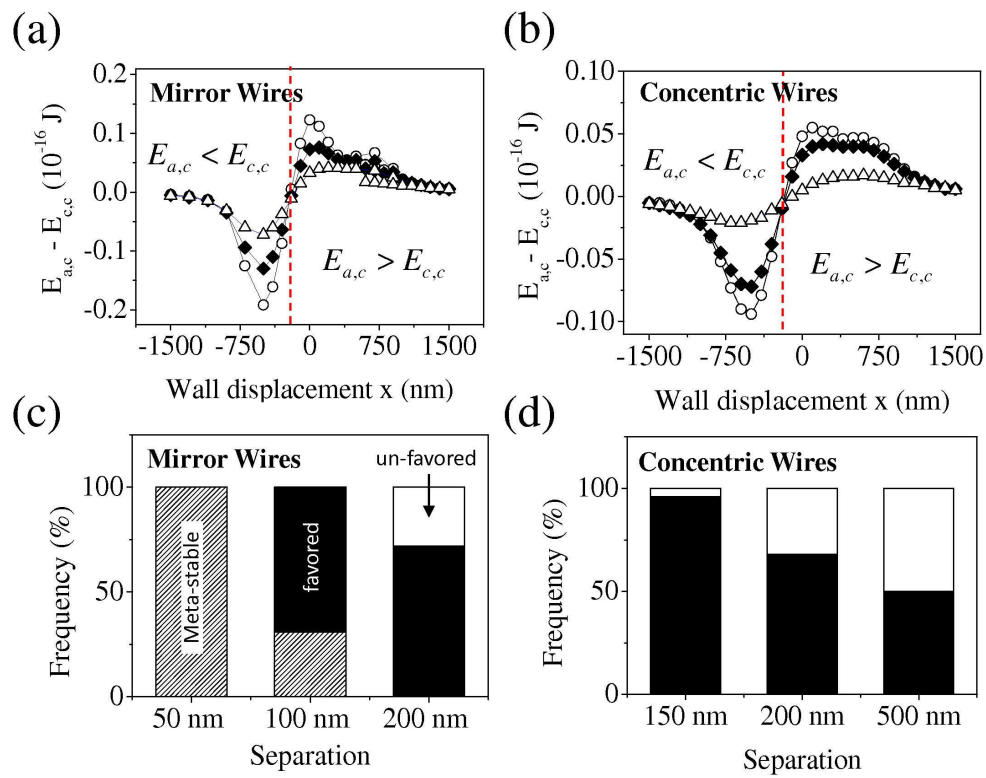 (a)
Mirror Wires
E_{a,c} < E_{c,c}
E_{a,c} > E_{c,c}
E_{a,c} - E_{c,c} (10^{-16} J)
0.2
0.1
0.0
-0.1
-0.2
-1500 -750 0 750 1500
Wall displacement x (nm)
(b)
Concentric Wires
E_{a,c} < E_{c,c}
E_{a,c} > E_{c,c}
E_{a,c} - E_{c,c} (10^{-16} J)
0.10
0.05
0.00
-0.05
-0.10
-1500 -750 0 750 1500
Wall displacement x (nm)
(c)
Mirror Wires
un-favored
Meta-stable
favored
Frequency (%)
100
50
0
50 nm 100 nm 200 nm
Separation
(d)
Concentric Wires
Frequency (%)
100
50
0
150 nm 200 nm 500 nm
Separation